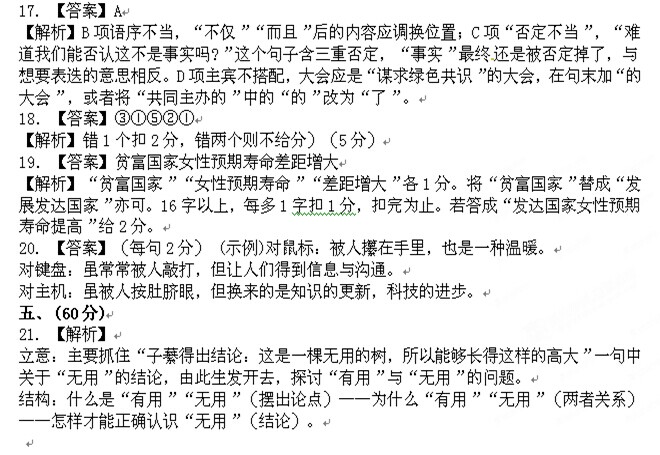 17. 【答案】A
【解析】B项语序不当，“不仅”“而且”后的内容应调换位置；C项“否定不当”，“难
道我们能否认这不是事实吗？”这个句子含三重否定，“事实”最终还是被否定掉了，与
想要表迭的意思相反。D项主宾不搭配，大会应是“谋求绿色共识”的大会，在句末加“的
大会”，或者将“共同主办的”中的“的”改为“了”。
18. 【答案】③①⑤②①
【解析】错1个扣2分，错两个则不给分）（5分）
19. 【答案】贫富国家女性预期寿命差距增大
【解析】“贫富国家”“女性预期寿命”“差距增大”各1分。将“贫富国家”替成“发
展发达国家”亦可。16字以上，每多1字扣1分，扣完为止。若答成“发达国家女性预期
寿命提高”给2分。
20. 【答案】（每句2分）(示例)对鼠标：被人攥在手里，也是一种温暖。
对键盘：虽常常被人敲打，但让人们得到信息与沟通。
对主机：虽被人按肚脐眼，但换来的是知识的更新，科技的进步。
五、（60分）
21. 【解析】
立意：主要抓住“子綦得出结论：这是一棵无用的树，所以能够长得这样的高大”一句中
关于“无用”的结论，由此生发开去，探讨“有用”与“无用”的问题。
结构：什么是“有用”“无用”（摆出论点）——为什么“有用”“无用”（两者关系）
——怎样才能正确认识“无用”（结论）。